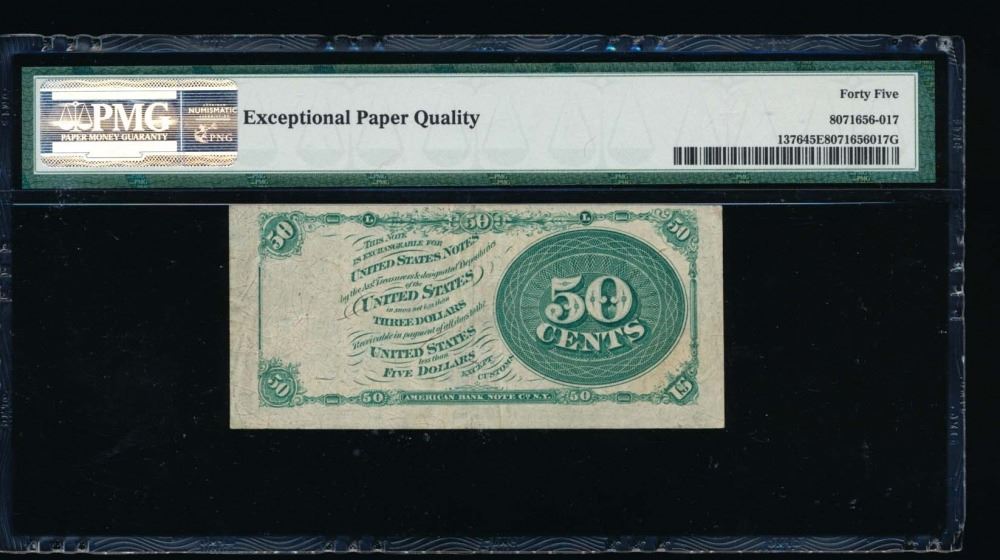 PMG
PAPER MONEY GUARANTY
NUMISMATIC
PNG
Exceptional Paper Quality
Forty Five
8071656-017
137645E8071656017G
50
L
50
L
50
THIS NOTE
IS EXCHANGEABLE FOR
UNITED STATES NOTES
by the Asst. Treasurers & designated Depositaries
of the
UNITED STATES
in sums not less than
THREE DOLLARS
Receivable in payment of all dues to the
UNITED STATES
less than
FIVE DOLLARS
EXCEPT
CUSTOMS
50
CENTS
50
50
AMERICAN BANK NOTE CO. N.Y.
50